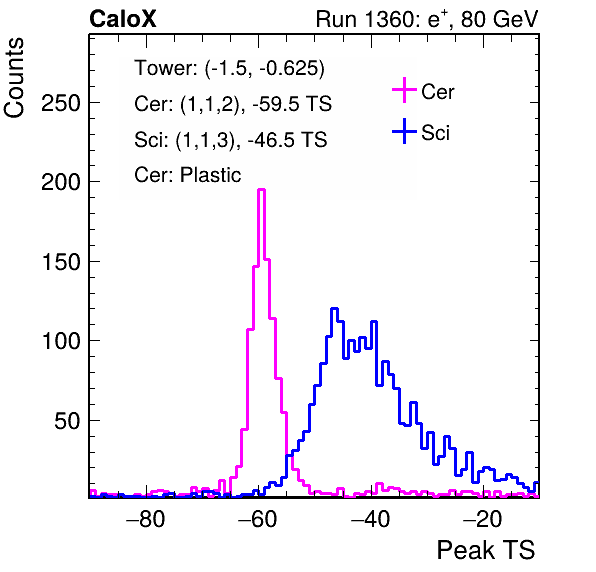 CaloX Run 1360: e⁺, 80 GeV
Counts
Tower: (-1.5, -0.625)
Cer: (1,1,2), -59.5 TS
Sci: (1,1,3), -46.5 TS
Cer: Plastic
Cer
Sci
250
200
150
100
50
−80 −60 −40 −20
Peak TS